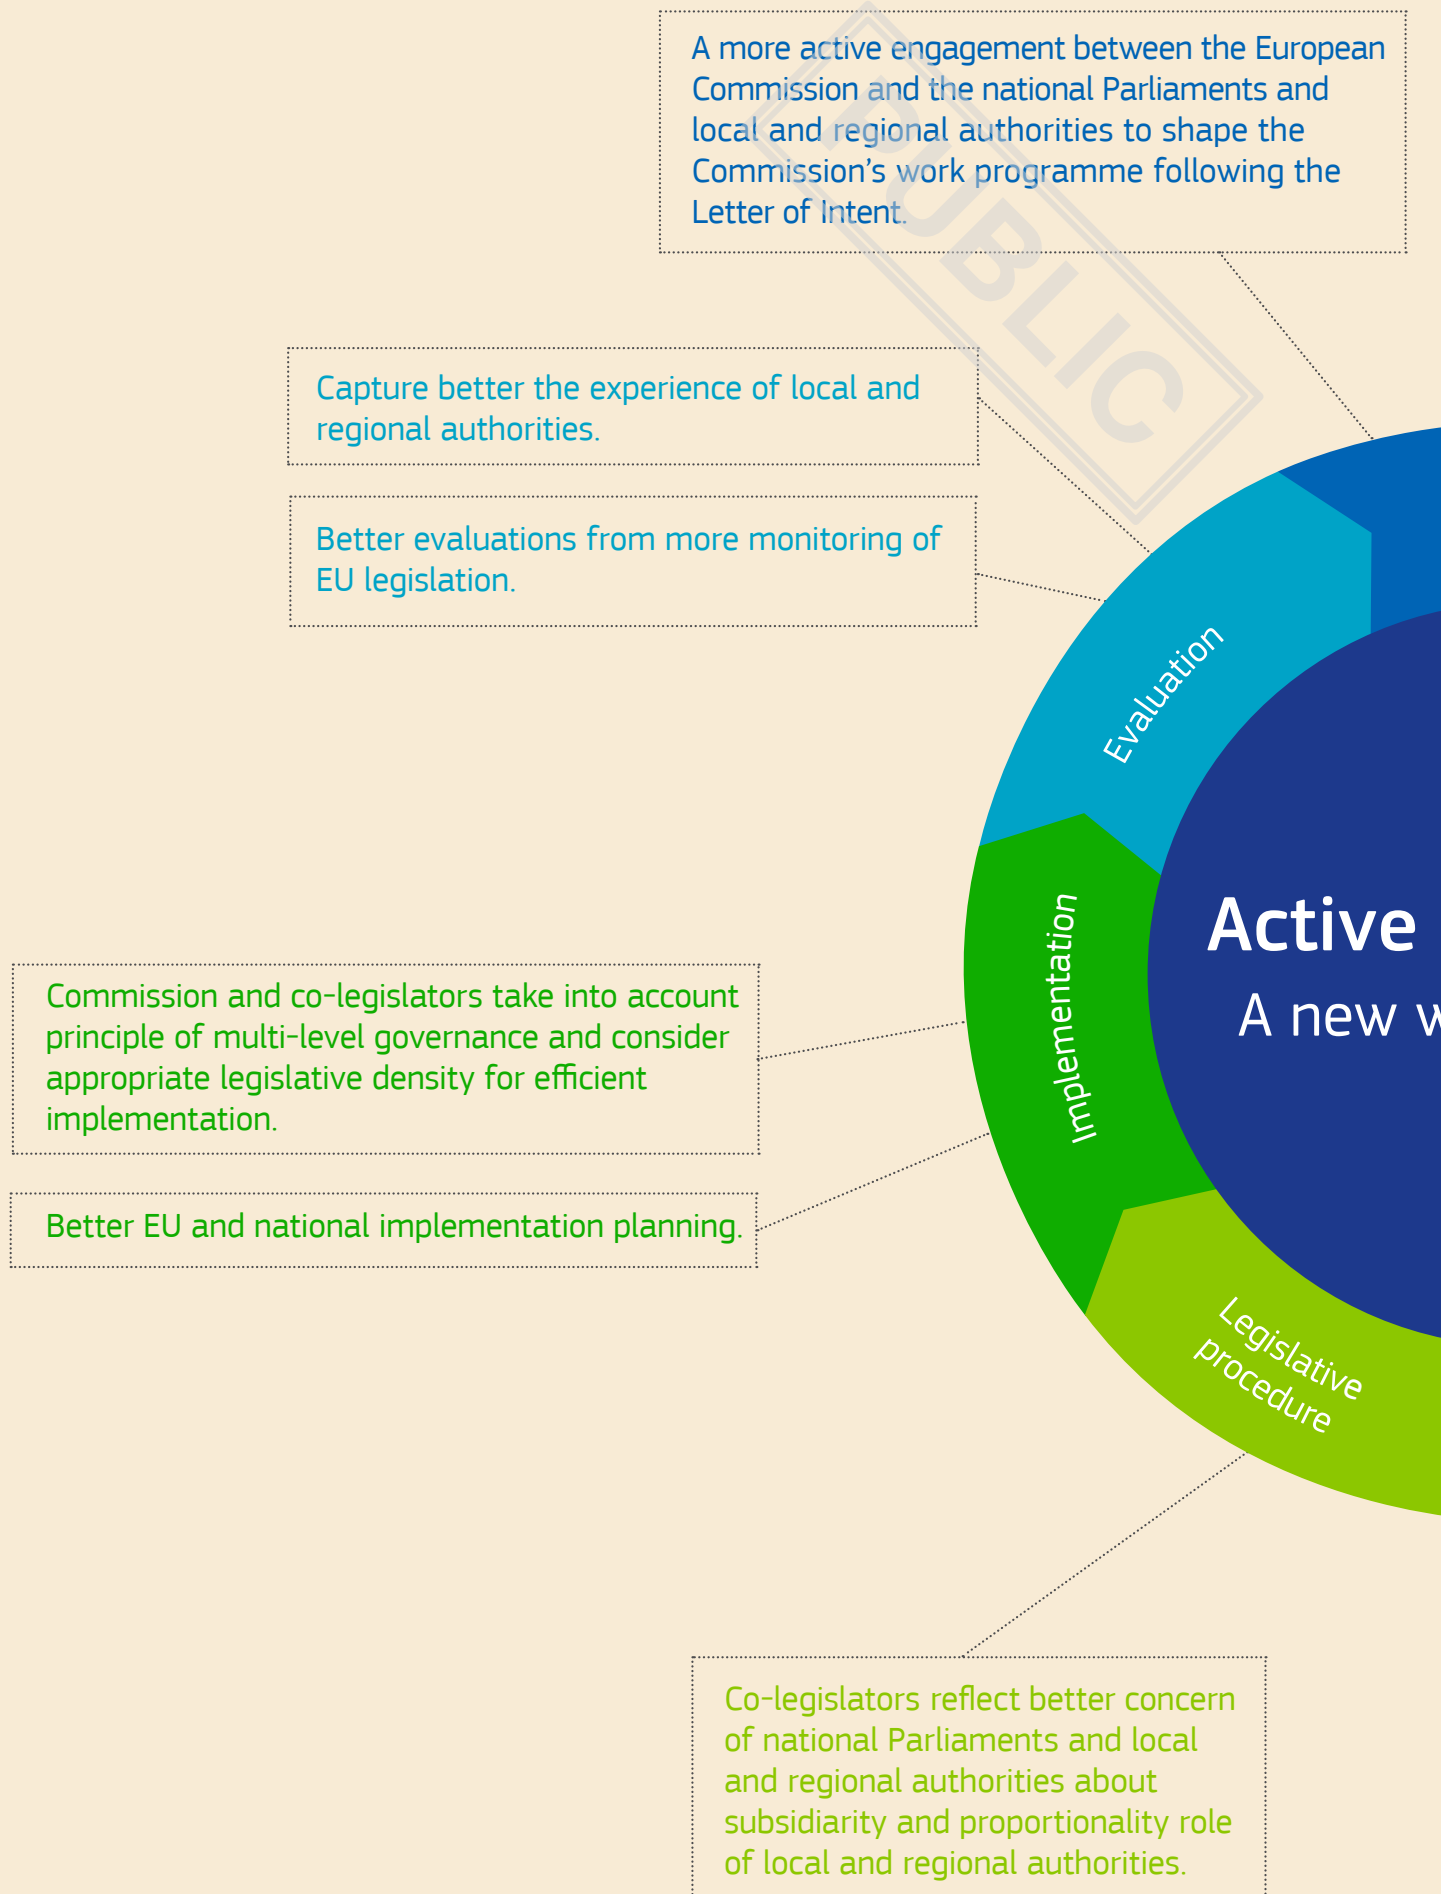 A more active engagement between the European
Commission and the national Parliaments and
local and regional authorities to shape the
Commission’s work programme following the
Letter of Intent.
PUBLIC
Capture better the experience of local and
regional authorities.
Better evaluations from more monitoring of
EU legislation.
Evaluation
Active
A new
Implementation
Commission and co-legislators take into account
principle of multi-level governance and consider
appropriate legislative density for efficient
implementation.
Better EU and national implementation planning.
Legislative
procedure
Co-legislators reflect better concern
of national Parliaments and local
and regional authorities about
subsidiarity and proportionality role
of local and regional authorities.